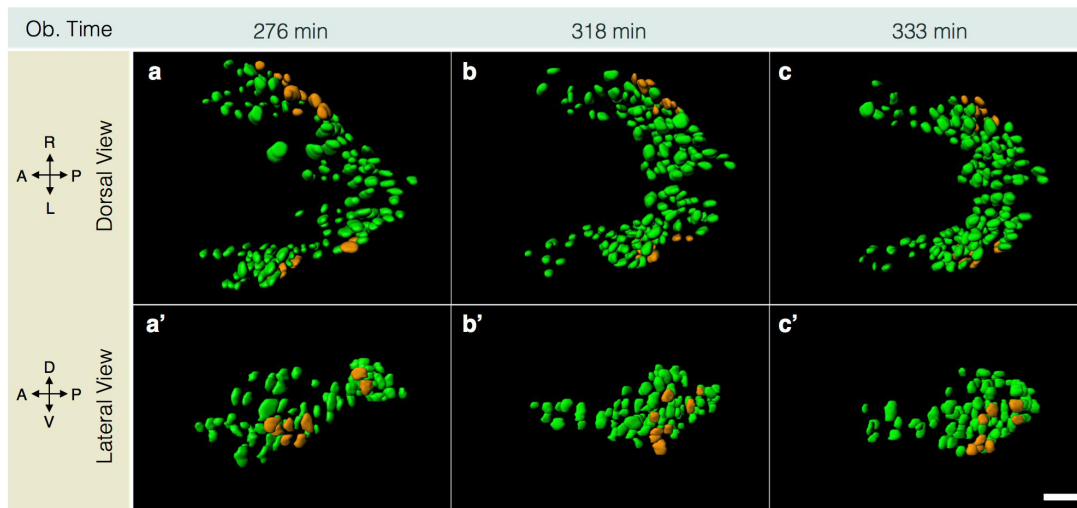 Ob. Time 276 min 318 min 333 min
a b c
R
A P
L
Dorsal View
a’ b’ c’
D
A P
V
Lateral View